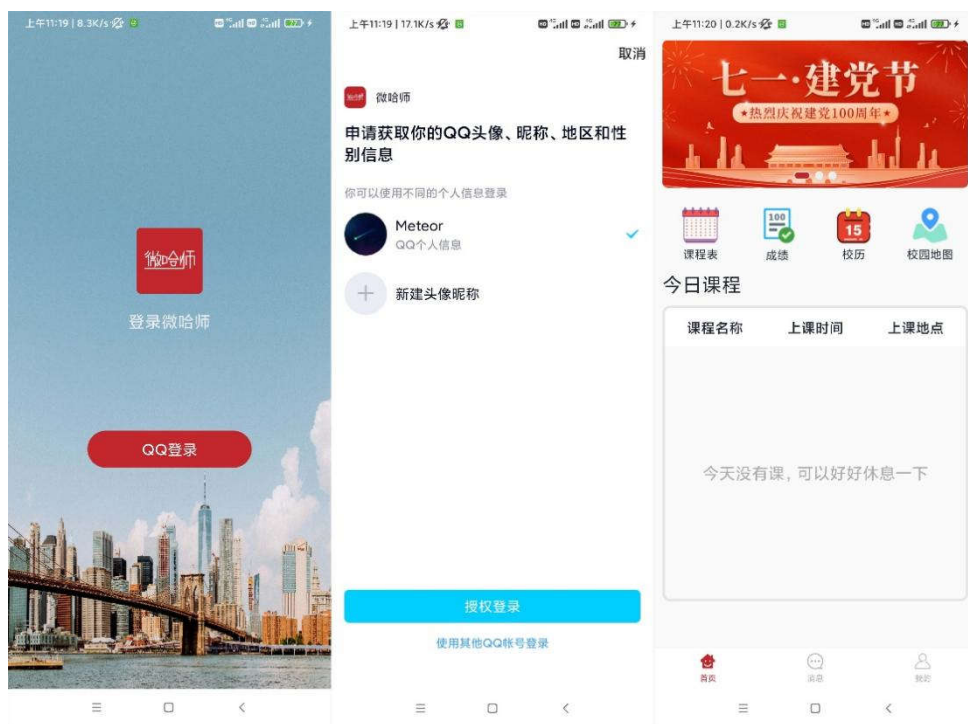 上午11:19 | 8.3K/s
微哈师
登录微哈师
QQ登录
上午11:19 | 17.1K/s
取消
微哈师
申请获取你的QQ头像、昵称、地区和性
别信息
你可以使用不同的个人信息登录
Meteor
QQ个人信息
新建头像昵称
授权登录
使用其他QQ帐号登录
上午11:20 | 0.2K/s
七一·建党节
★热烈庆祝建党100周年★
100
15
课程表 成绩 校历 校园地图
今日课程
课程名称 上课时间 上课地点
今天没有课，可以好好休息一下
首页 消息 我的